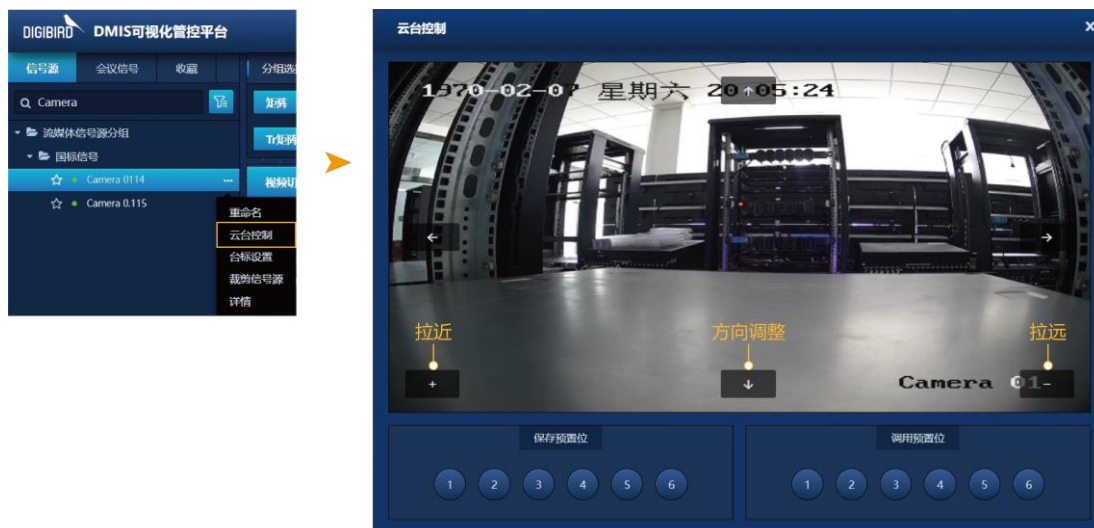 DIGIBIRD DMIS可视化管控平台
信号源 会议信号 收藏 分组选
Camera
矩阵
流媒体信号源分组
Tr矩阵
国标信号
Camera 0114 ...
视频切
Camera 0.115
重命名
云台控制
台标设置
裁剪信号源
详情
云台控制 X
1970-02-07 星期六 20:05:24
拉近 方向调整 拉远
+ -
Camera 01
保存预置位 调用预置位
1 2 3 4 5 6 1 2 3 4 5 6